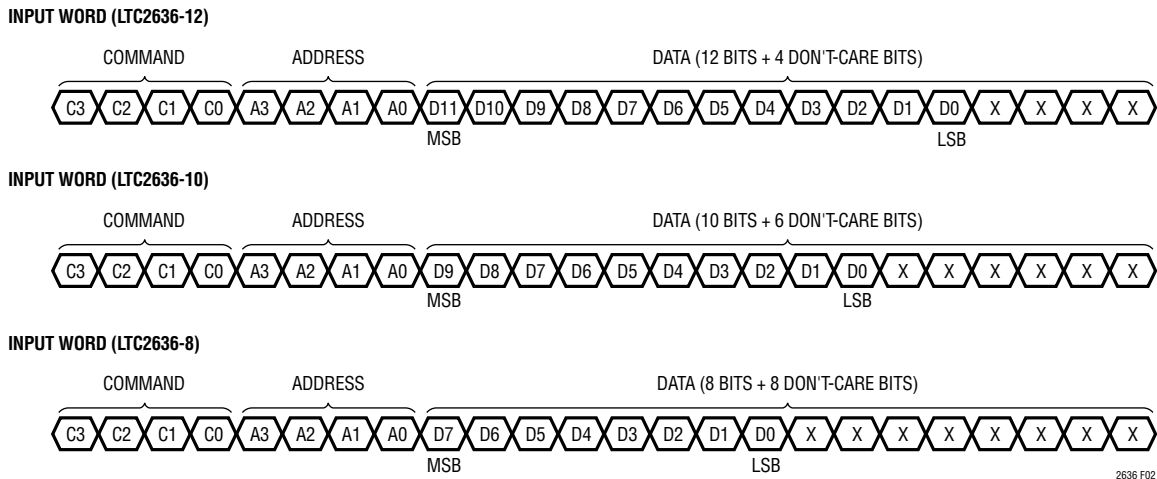 INPUT WORD (LTC2636-12)
COMMAND ADDRESS DATA (12 BITS + 4 DON'T-CARE BITS)
C3 C2 C1 C0 A3 A2 A1 A0 D11 D10 D9 D8 D7 D6 D5 D4 D3 D2 D1 D0 X X X X
MSB LSB
INPUT WORD (LTC2636-10)
COMMAND ADDRESS DATA (10 BITS + 6 DON'T-CARE BITS)
C3 C2 C1 C0 A3 A2 A1 A0 D9 D8 D7 D6 D5 D4 D3 D2 D1 D0 X X X X X X
MSB LSB
INPUT WORD (LTC2636-8)
COMMAND ADDRESS DATA (8 BITS + 8 DON'T-CARE BITS)
C3 C2 C1 C0 A3 A2 A1 A0 D7 D6 D5 D4 D3 D2 D1 D0 X X X X X X X X
MSB LSB
2636 F02